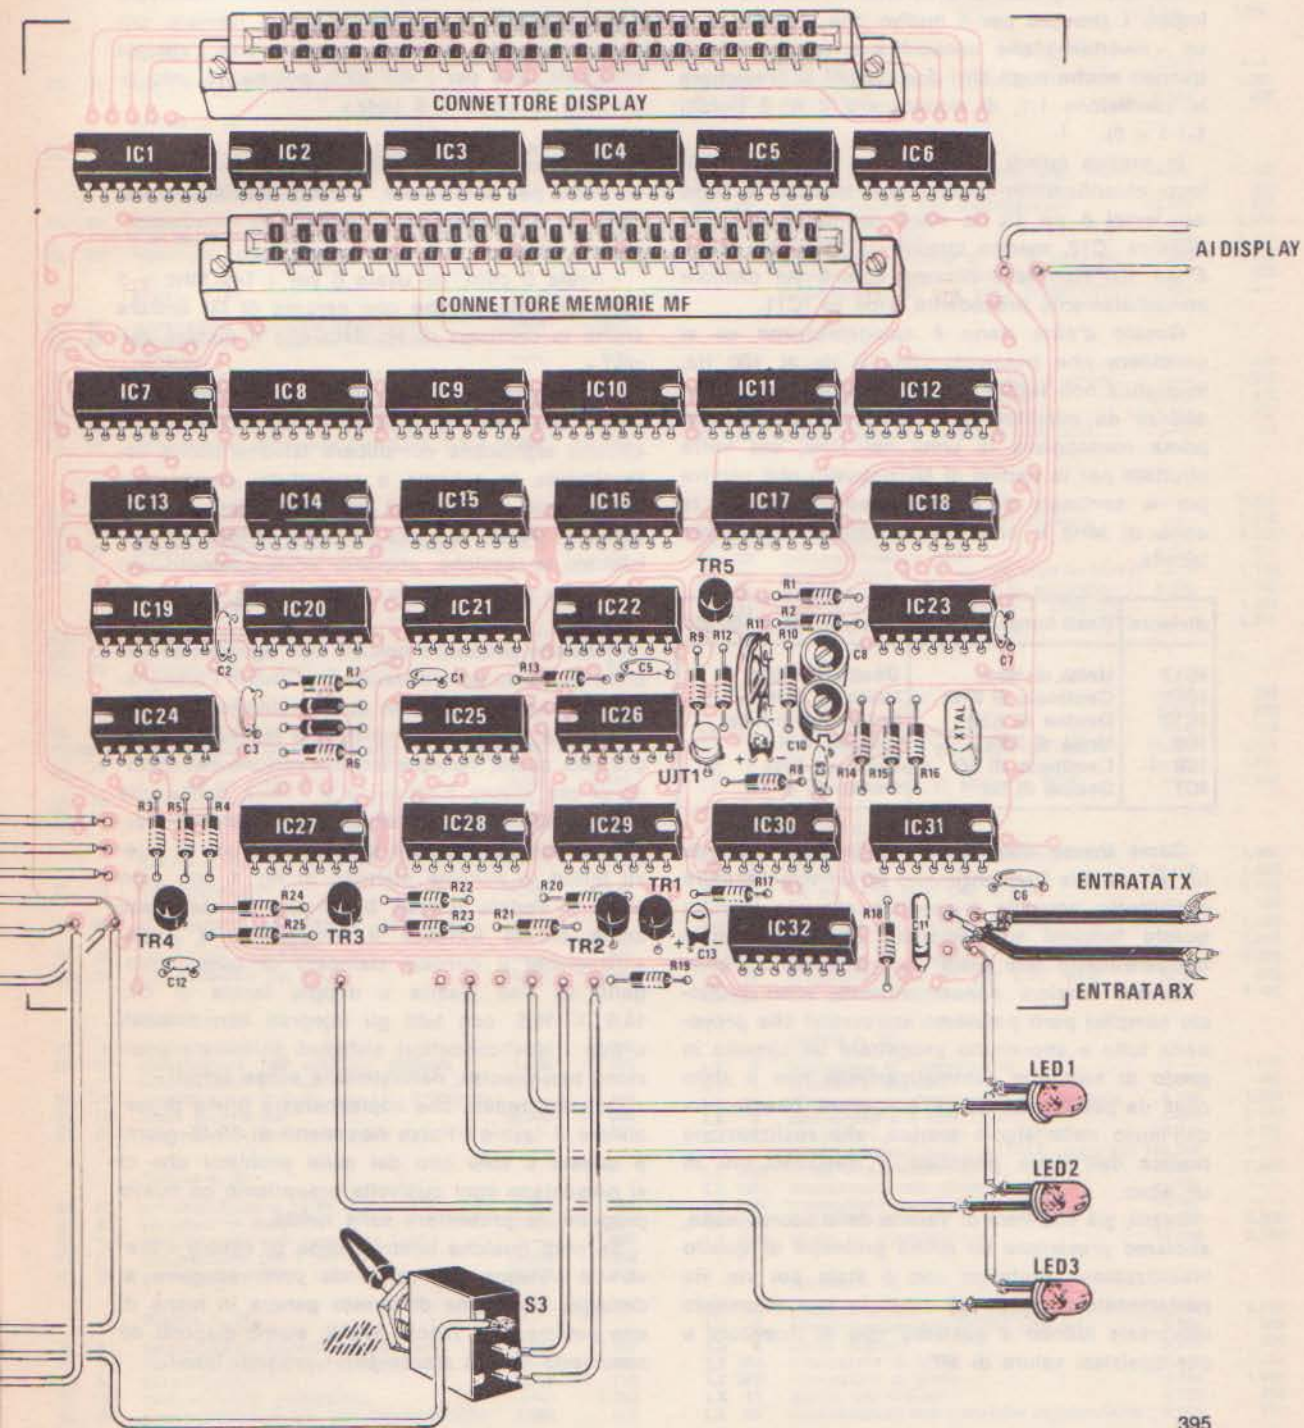 CONNETTORE DISPLAY
IC1 IC2 IC3 IC4 IC5 IC6
AI DISPLAY
CONNETTORE MEMORIE MF
IC7 IC8 IC9 IC10 IC11 IC12
IC13 IC14 IC15 IC16 IC17 IC18
TR5
R1
R2
IC19 IC20 IC21 IC22 IC23
R11
R9 R12 R10
C8
C7
C2
R7
C1
R13
C5
IC24 IC25 IC26
C3
R6
XTAL
C9
C10
UJT1
R8
R14 R15 R16
R3 R5 R4
IC27 IC28 IC29 IC30 IC31
C6
ENTRATA TX
R24
R25
R22
R23
R20
R21
TR1
R17
IC32
R18
C11
TR4
TR3
TR2
C13
C12
R19
ENTRATA RX
LED1
LED2
LED3
S3
395